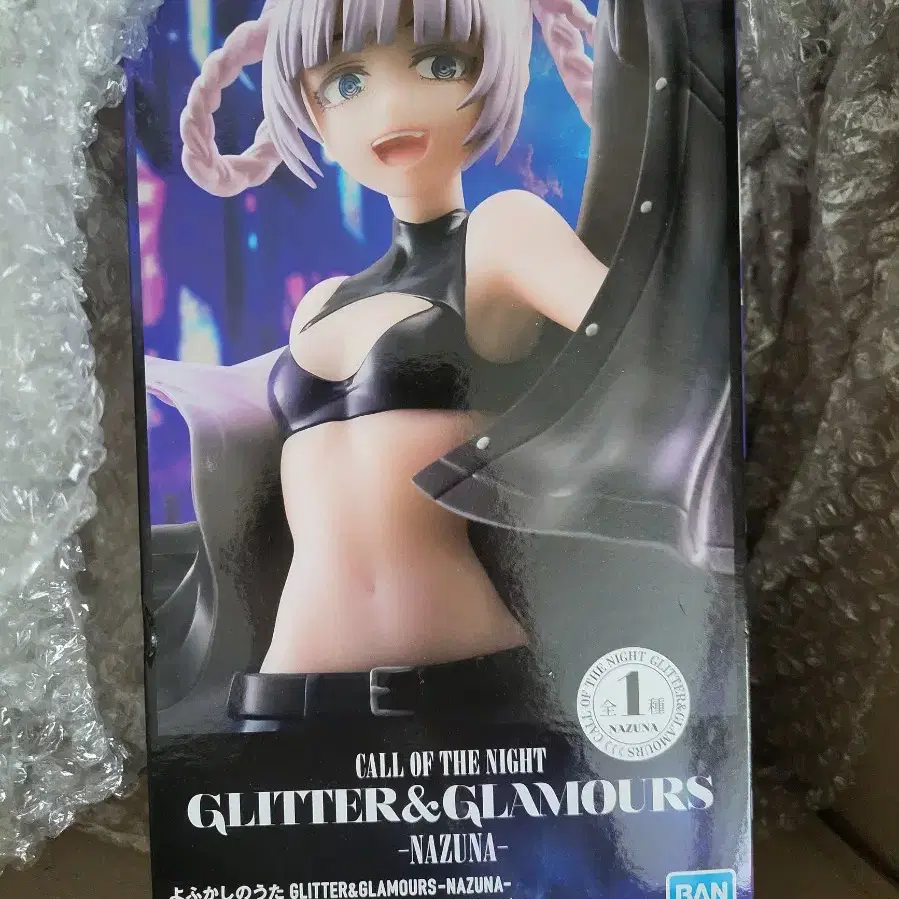 CALL OF THE NIGHT GLITTER&GLAMOURS
全1種
NAZUNA
CALL OF THE NIGHT
GLITTER&GLAMOURS
-NAZUNA-
よふかしのうた GLITTER&GLAMOURS-NAZUNA-
BAN